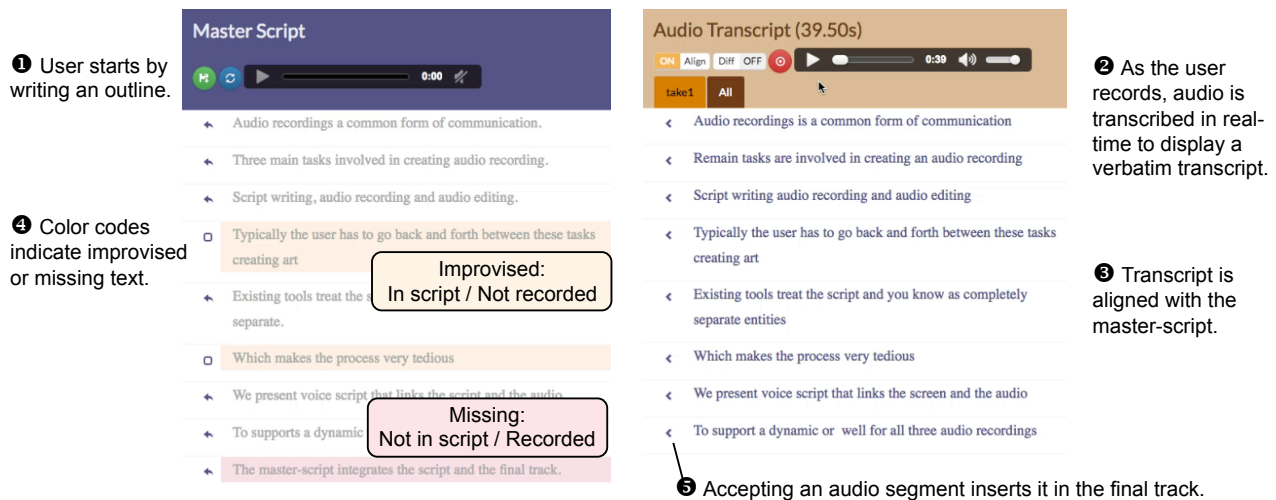 ❶ User starts by
writing an outline.
❹ Color codes
indicate improvised
or missing text.
Master Script
0:00
Audio recordings a common form of communication.
Three main tasks involved in creating audio recording.
Script writing, audio recording and audio editing.
Typically the user has to go back and forth between these tasks
creating art
Existing tools treat the s
separate.
Which makes the process very tedious
We present voice script that links the script and the audio
To supports a dynamic
The master-script integrates the script and the final track.
Improvised:
In script / Not recorded
Missing:
Not in script / Recorded
Audio Transcript (39.50s)
ON Align Diff OFF 0:39
take1 All
Audio recordings is a common form of communication
Remain tasks are involved in creating an audio recording
Script writing audio recording and audio editing
Typically the user has to go back and forth between these tasks
creating art
Existing tools treat the script and you know as completely
separate entities
Which makes the process very tedious
We present voice script that links the screen and the audio
To support a dynamic or well for all three audio recordings
❷ As the user
records, audio is
transcribed in real-
time to display a
verbatim transcript.
❸ Transcript is
aligned with the
master-script.
❺ Accepting an audio segment inserts it in the final track.